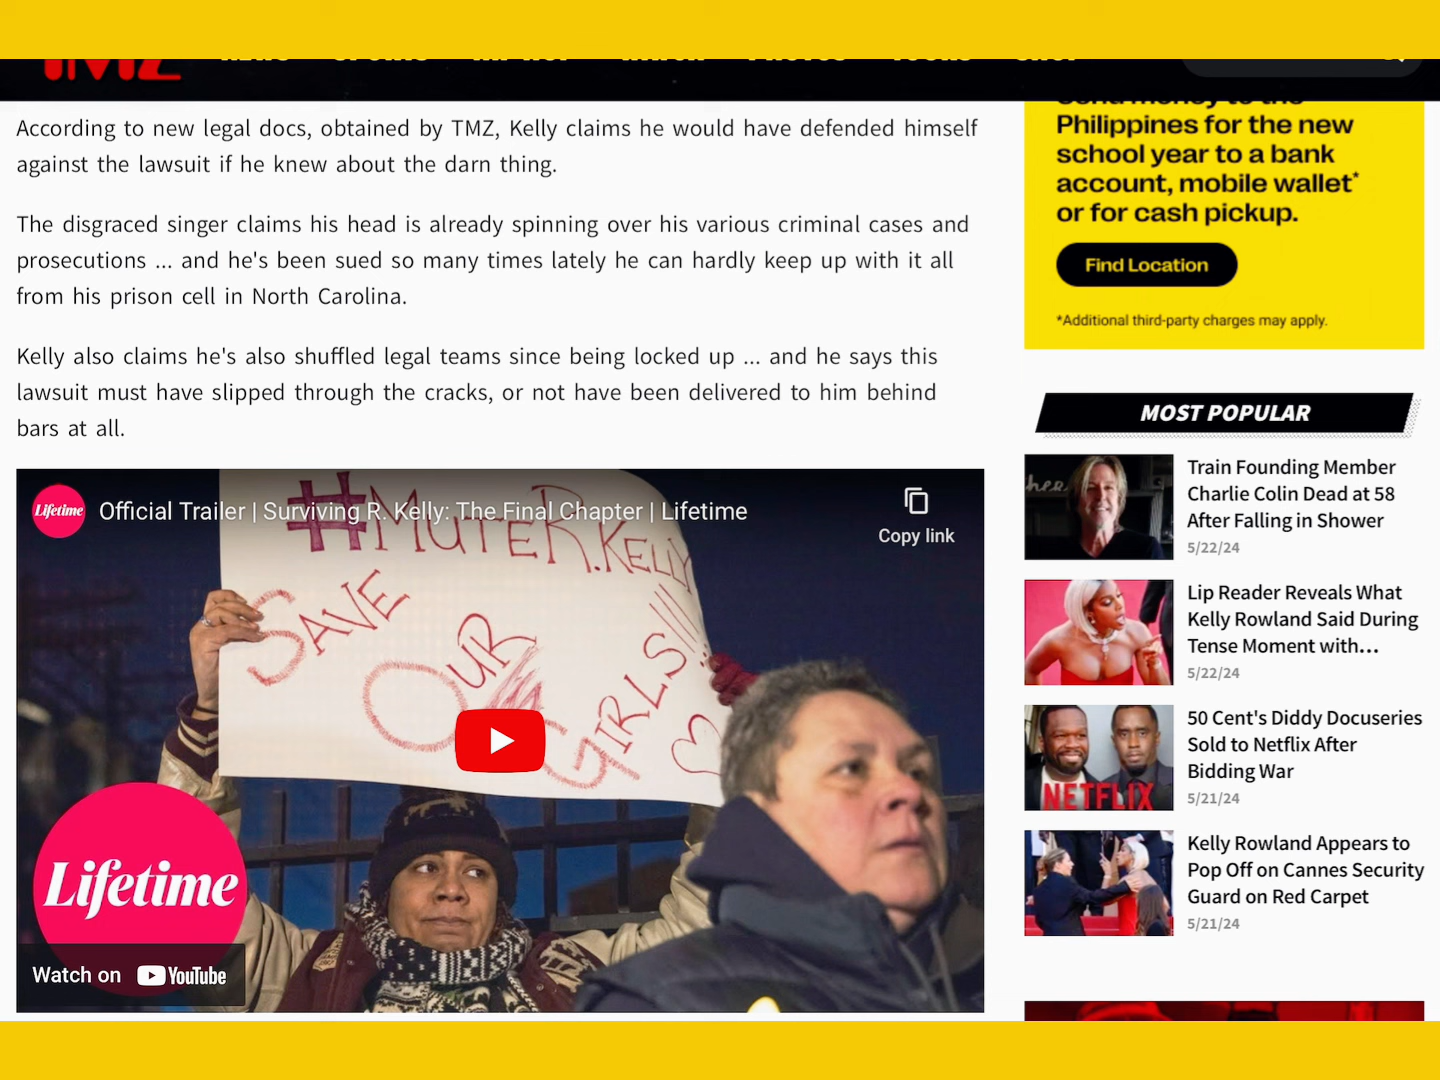 TMZ
According to new legal docs, obtained by TMZ, Kelly claims he would have defended himself
against the lawsuit if he knew about the darn thing.
The disgraced singer claims his head is already spinning over his various criminal cases and
prosecutions ... and he's been sued so many times lately he can hardly keep up with it all
from his prison cell in North Carolina.
Kelly also claims he's also shuffled legal teams since being locked up ... and he says this
lawsuit must have slipped through the cracks, or not have been delivered to him behind
bars at all.
Lifetime
Official Trailer | Surviving R. Kelly: The Final Chapter | Lifetime
Copy link
#MUTER.KELLY
SAVE
OUR
GIRLS!!!
Lifetime
Watch on YouTube
Send money to the
Philippines for the new
school year to a bank
account, mobile wallet*
or for cash pickup.
Find Location
*Additional third-party charges may apply.
MOST POPULAR
Train Founding Member
Charlie Colin Dead at 58
After Falling in Shower
5/22/24
Lip Reader Reveals What
Kelly Rowland Said During
Tense Moment with...
5/22/24
NETFLIX
50 Cent's Diddy Docuseries
Sold to Netflix After
Bidding War
5/21/24
Kelly Rowland Appears to
Pop Off on Cannes Security
Guard on Red Carpet
5/21/24